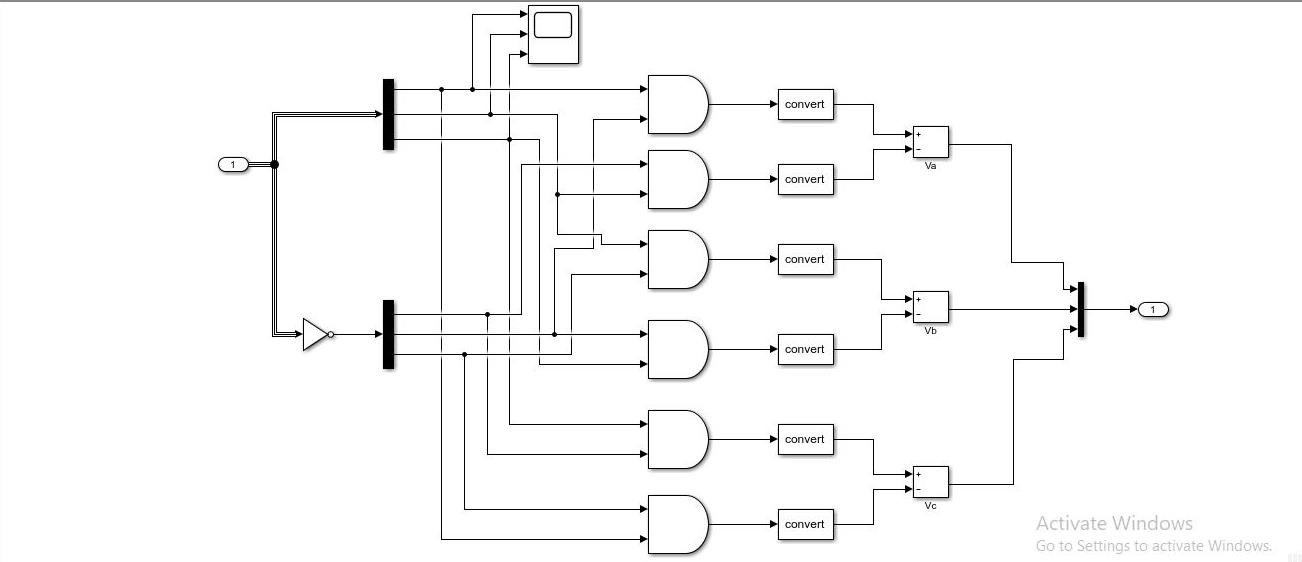 1
convert
+
−
Va
convert
convert
+
−
Vb
1
convert
convert
+
−
Vc
convert
Activate Windows
Go to Settings to activate Windows.